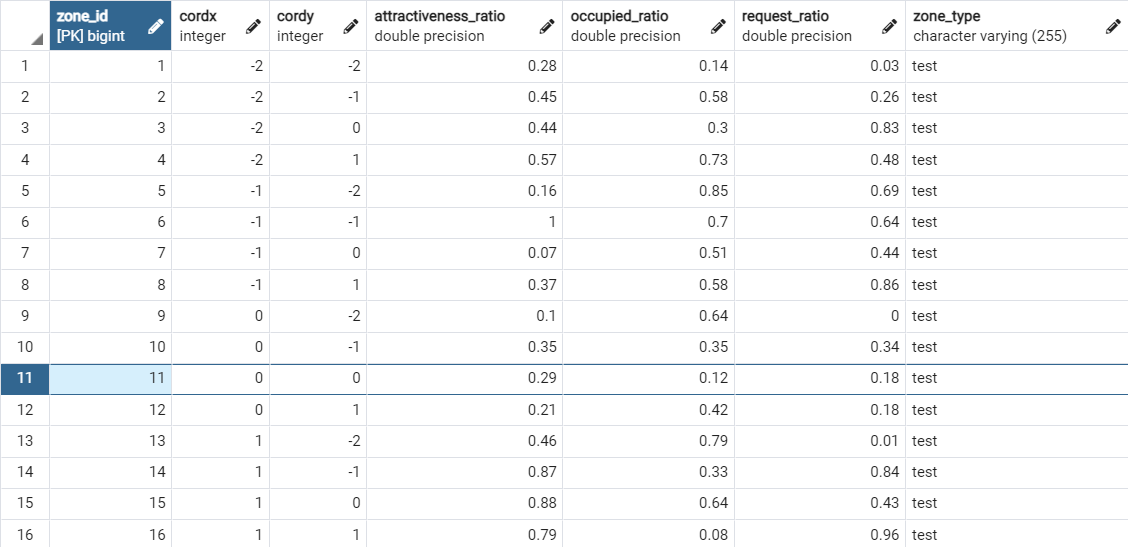 zone_id cordx cordy attractiveness_ratio occupied_ratio request_ratio zone_type
[PK] bigint integer integer double precision double precision double precision character varying (255)
1 1 -2 -2 0.28 0.14 0.03 test
2 2 -2 -1 0.45 0.58 0.26 test
3 3 -2 0 0.44 0.3 0.83 test
4 4 -2 1 0.57 0.73 0.48 test
5 5 -1 -2 0.16 0.85 0.69 test
6 6 -1 -1 1 0.7 0.64 test
7 7 -1 0 0.07 0.51 0.44 test
8 8 -1 1 0.37 0.58 0.86 test
9 9 0 -2 0.1 0.64 0 test
10 10 0 -1 0.35 0.35 0.34 test
11 11 0 0 0.29 0.12 0.18 test
12 12 0 1 0.21 0.42 0.18 test
13 13 1 -2 0.46 0.79 0.01 test
14 14 1 -1 0.87 0.33 0.84 test
15 15 1 0 0.88 0.64 0.43 test
16 16 1 1 0.79 0.08 0.96 test